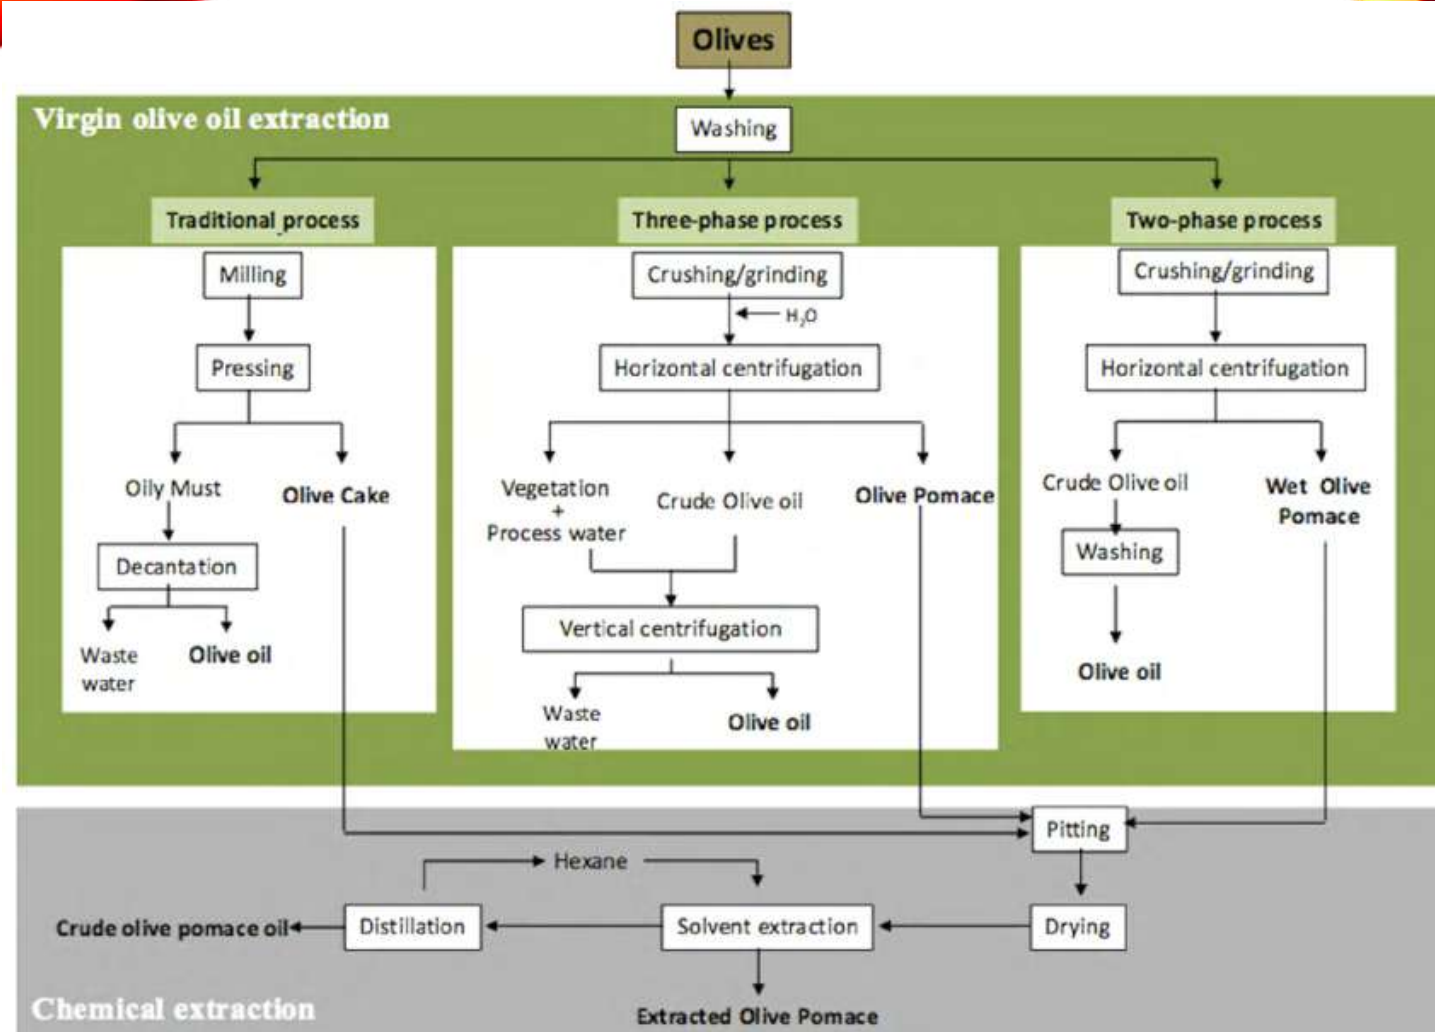 Olives
Virgin olive oil extraction
Washing
Traditional process
Three-phase process
Two-phase process
Milling
Crushing/grinding
Crushing/grinding
H₂O
Pressing
Horizontal centrifugation
Horizontal centrifugation
Oily Must
Olive Cake
Vegetation
+
Process water
Crude Olive oil
Olive Pomace
Crude Olive oil
Wet Olive
Pomace
Decantation
Washing
Waste
water
Olive oil
Vertical centrifugation
Olive oil
Waste
water
Olive oil
Pitting
Hexane
Crude olive pomace oil
Distillation
Solvent extraction
Drying
Chemical extraction
Extracted Olive Pomace